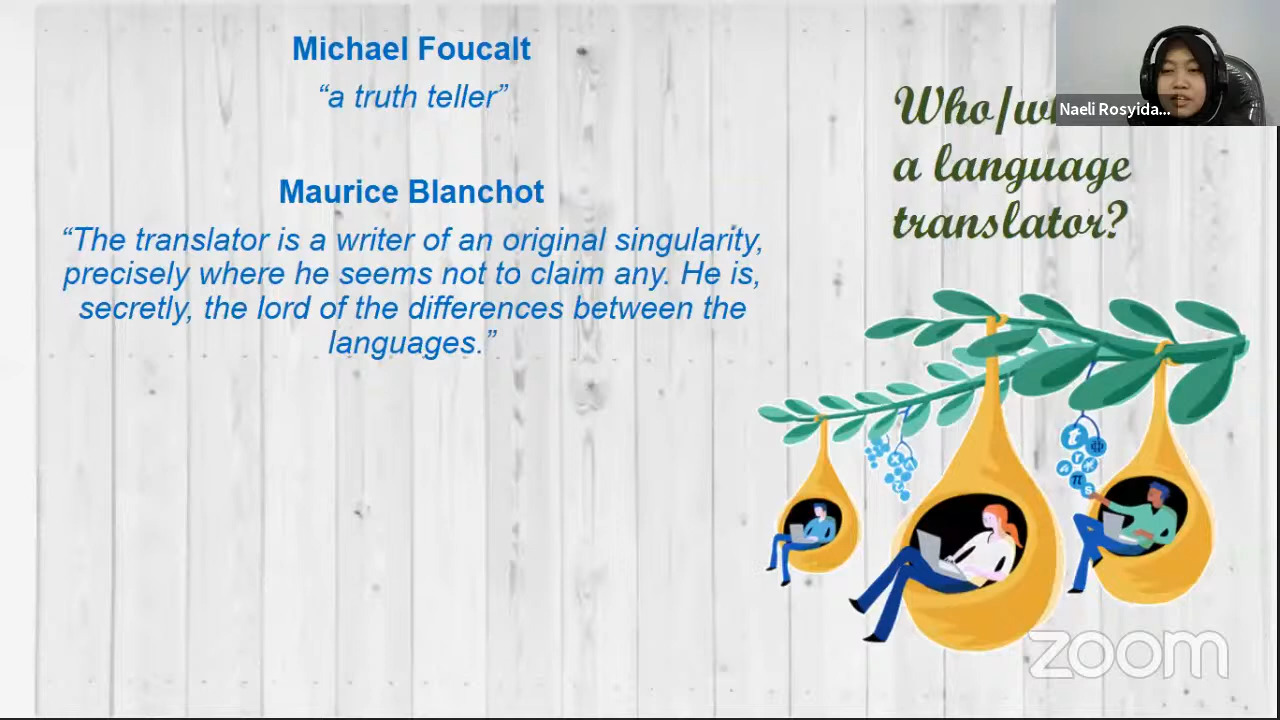 Michael Foucalt
“a truth teller”
Maurice Blanchot
“The translator is a writer of an original singularity,
precisely where he seems not to claim any. He is,
secretly, the lord of the differences between the
languages.”
Who/w
a language
translator?
Naeli Rosyida...
zoom